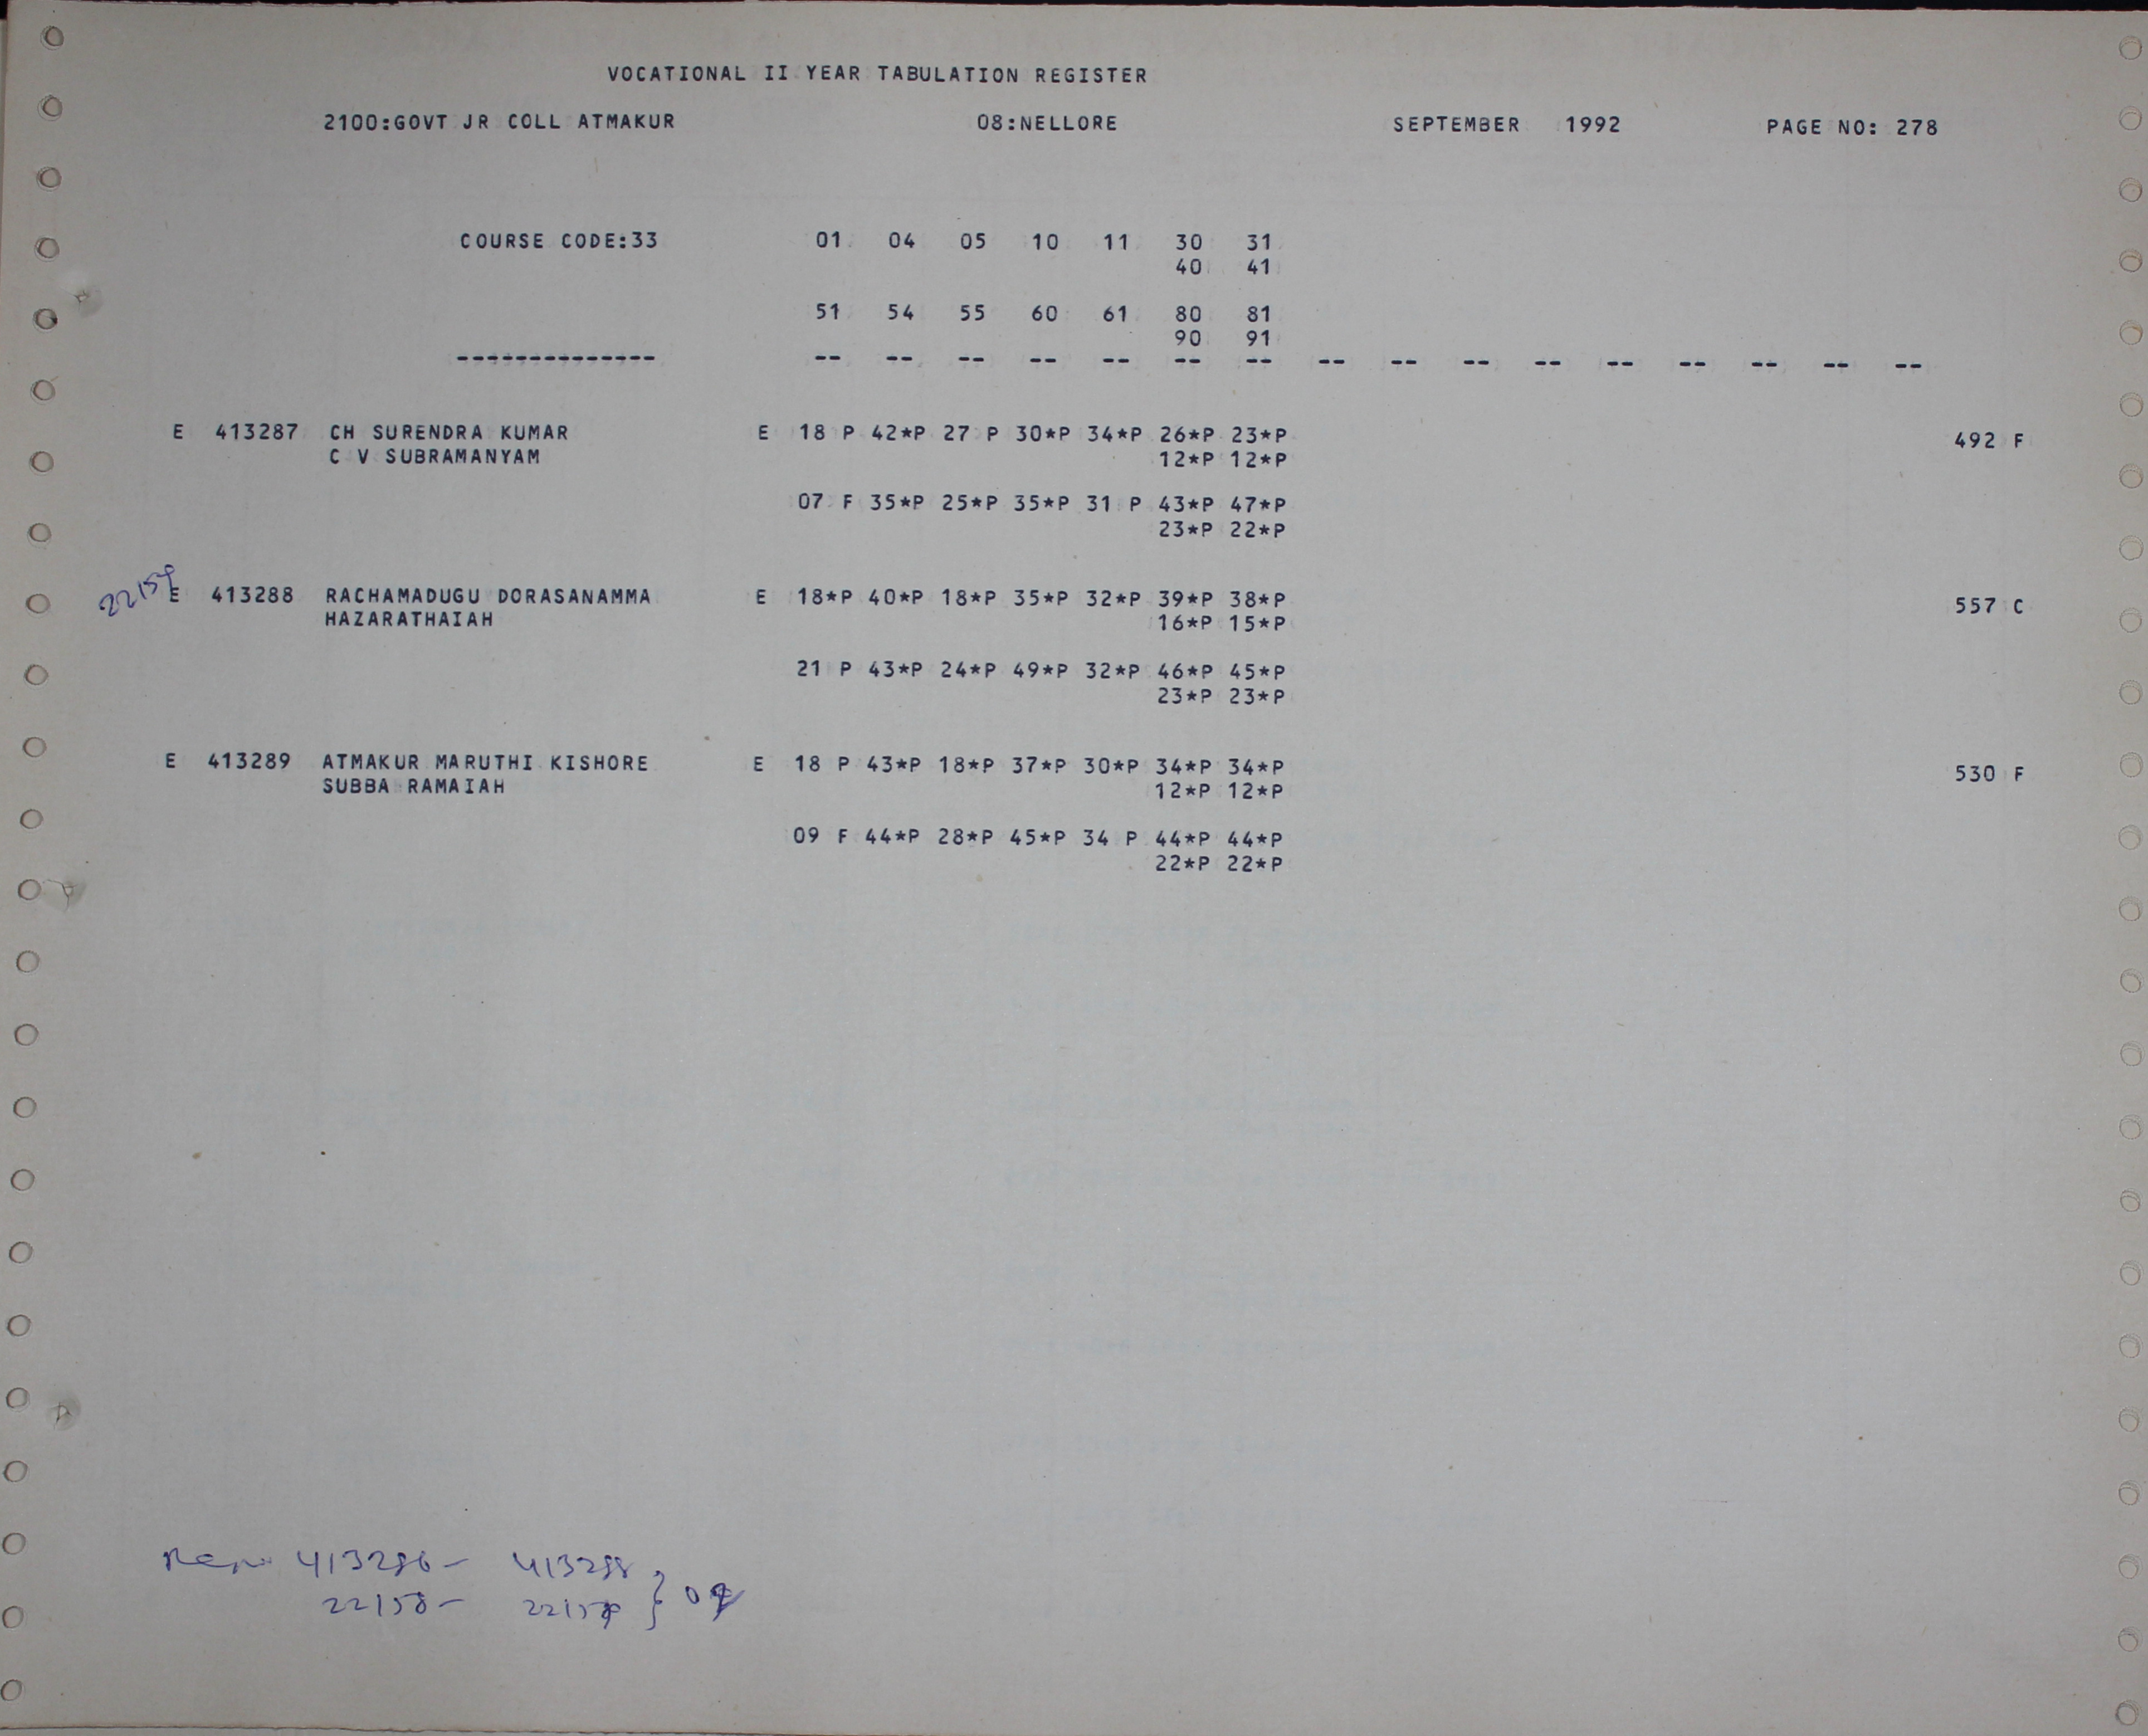 VOCATIONAL II YEAR TABULATION REGISTER
2100:GOVT JR COLL ATMAKUR 08:NELLORE SEPTEMBER 1992 PAGE NO: 278
COURSE CODE:33 01 04 05 10 11 30 31
40 41
51 54 55 60 61 80 81
90 91
-------------- -- -- -- -- -- -- -- -- -- -- -- -- -- -- -- --
E 413287 CH SURENDRA KUMAR E 18 P 42*P 27 P 30*P 34*P 26*P 23*P 492 F
C V SUBRAMANYAM 12*P 12*P
07 F 35*P 25*P 35*P 31 P 43*P 47*P
23*P 22*P
E 413288 RACHAMADUGU DORASANAMMA E 18*P 40*P 18*P 35*P 32*P 39*P 38*P 557 C
HAZARATHAIAH 16*P 15*P
21 P 43*P 24*P 49*P 32*P 46*P 45*P
23*P 23*P
E 413289 ATMAKUR MARUTHI KISHORE E 18 P 43*P 18*P 37*P 30*P 34*P 34*P 530 F
SUBBA RAMAIAH 12*P 12*P
09 F 44*P 28*P 45*P 34 P 44*P 44*P
22*P 22*P
413286 - 413288
22158 -